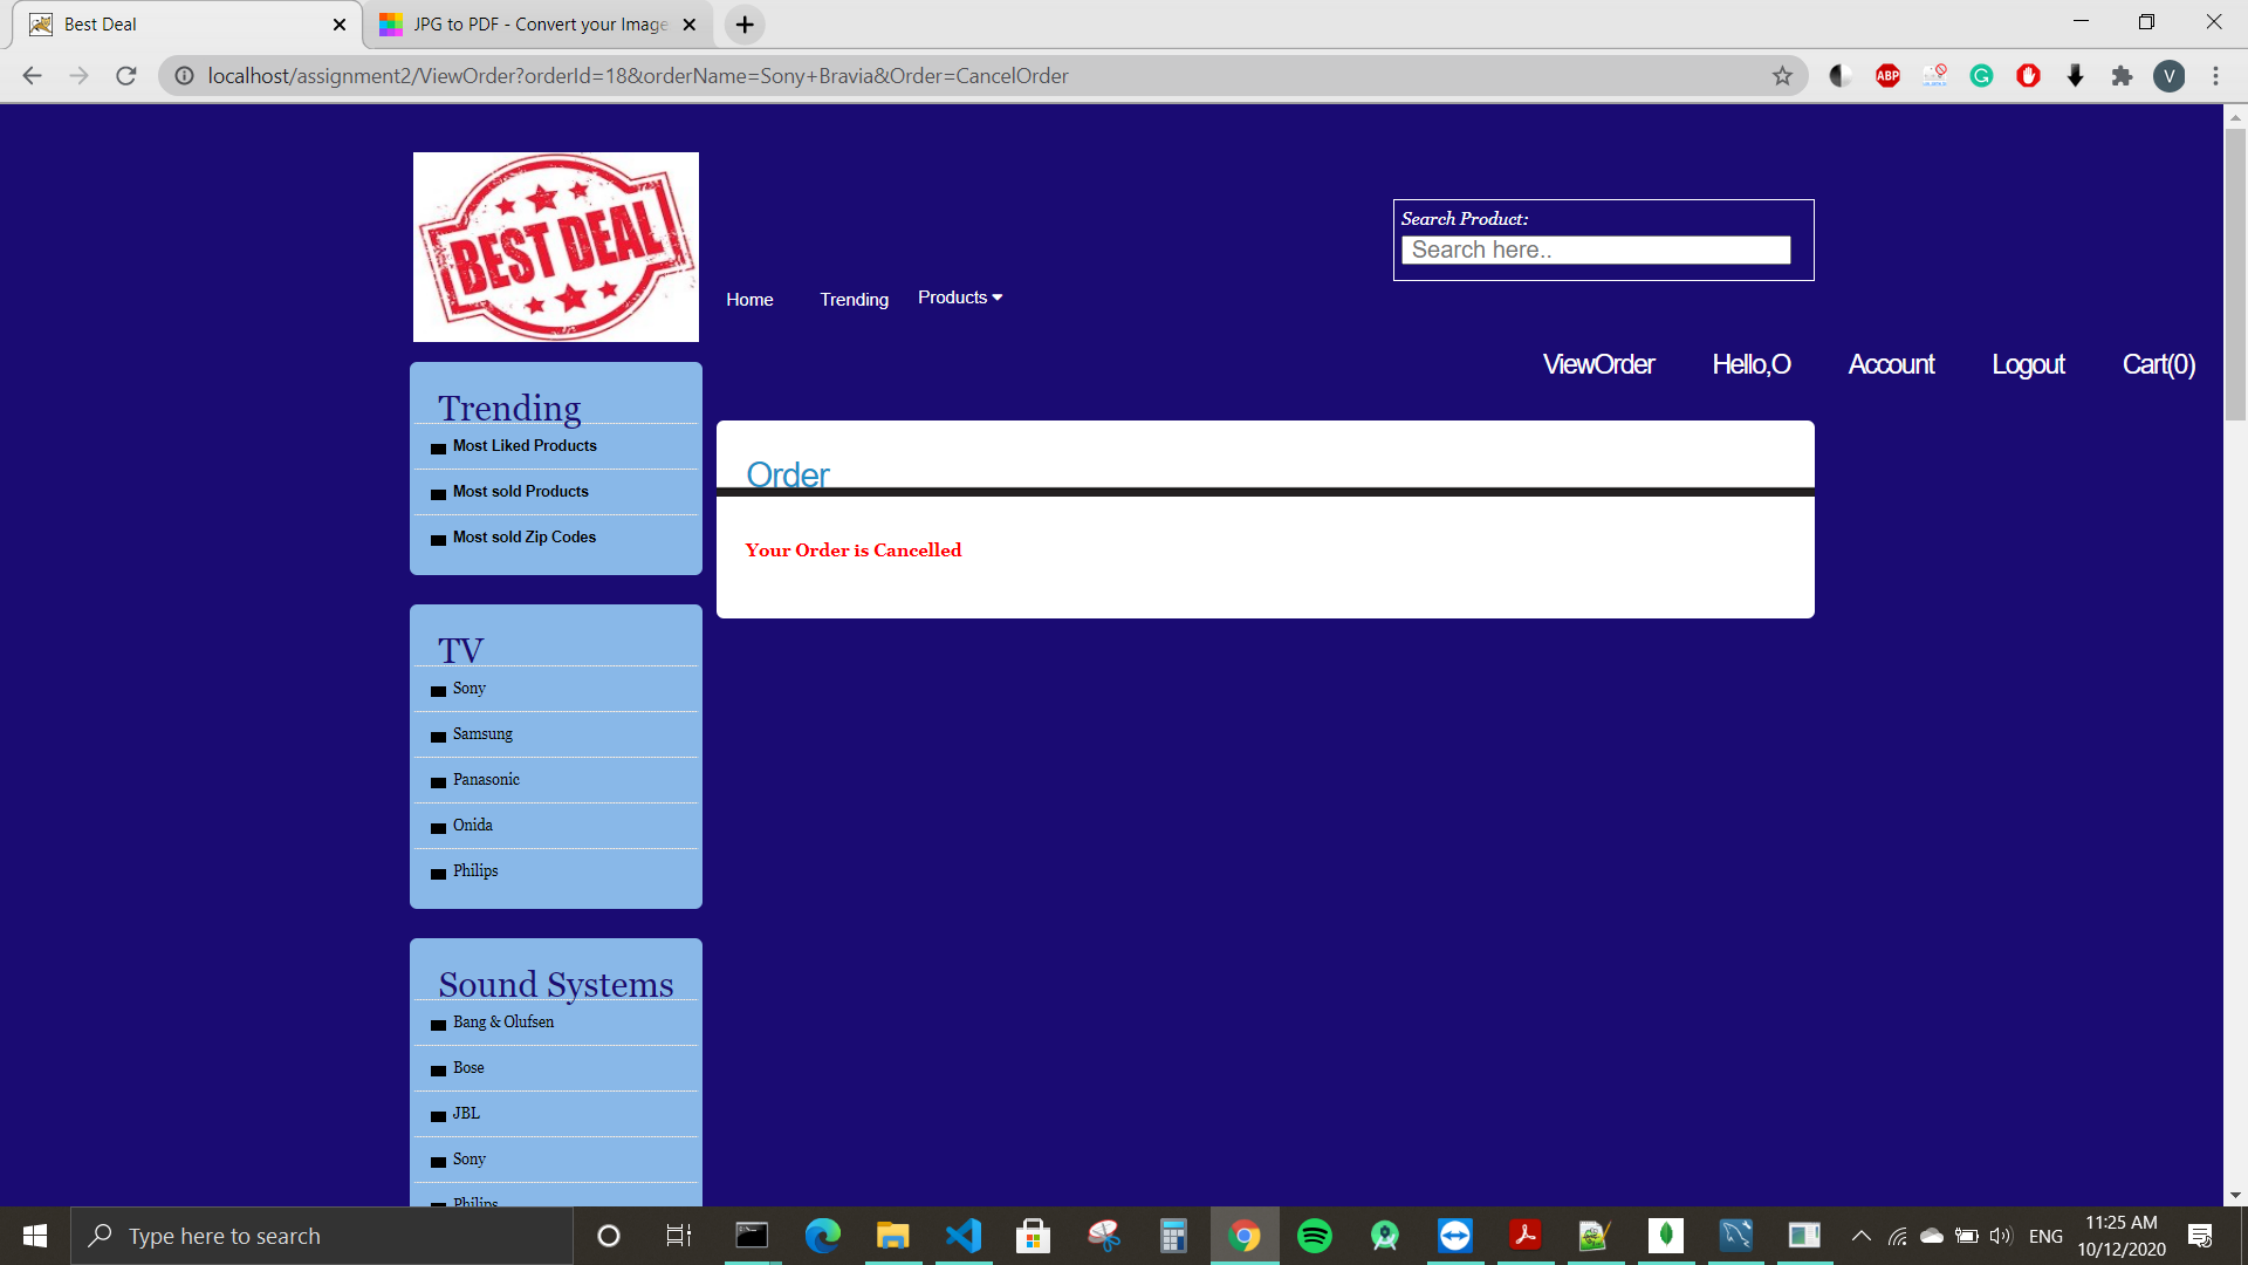 Best Deal
JPG to PDF - Convert your Image
localhost/assignment2/ViewOrder?orderId=18&orderName=Sony+Bravia&Order=CancelOrder
ABP
V
BEST DEAL
Search Product:
Search here..
Home
Trending
Products
ViewOrder
Hello,O
Account
Logout
Cart(0)
Trending
Most Liked Products
Most sold Products
Most sold Zip Codes
Order
Your Order is Cancelled
TV
Sony
Samsung
Panasonic
Onida
Philips
Sound Systems
Bang & Olufsen
Bose
JBL
Sony
Philips
Type here to search
ENG
11:25 AM
10/12/2020